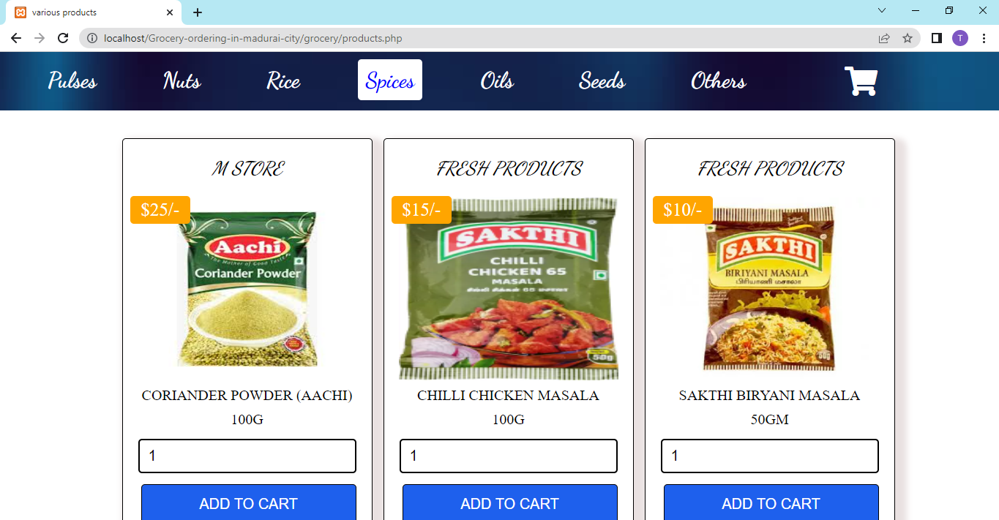 various products
localhost/Grocery-ordering-in-madurai-city/grocery/products.php
T
Pulses Nuts Rice Spices Oils Seeds Others
M STORE
$25/-
Aachi
The Mother of Good Taste
Coriander Powder
CORIANDER POWDER (AACHI)
100G
1
ADD TO CART
FRESH PRODUCTS
$15/-
SAKTHI
CHILLI
CHICKEN 65
MASALA
50g
CHILLI CHICKEN MASALA
100G
1
ADD TO CART
FRESH PRODUCTS
$10/-
SAKTHI
BIRIYANI MASALA
பிரியாணி மசாலா
50g
SAKTHI BIRYANI MASALA
50GM
1
ADD TO CART